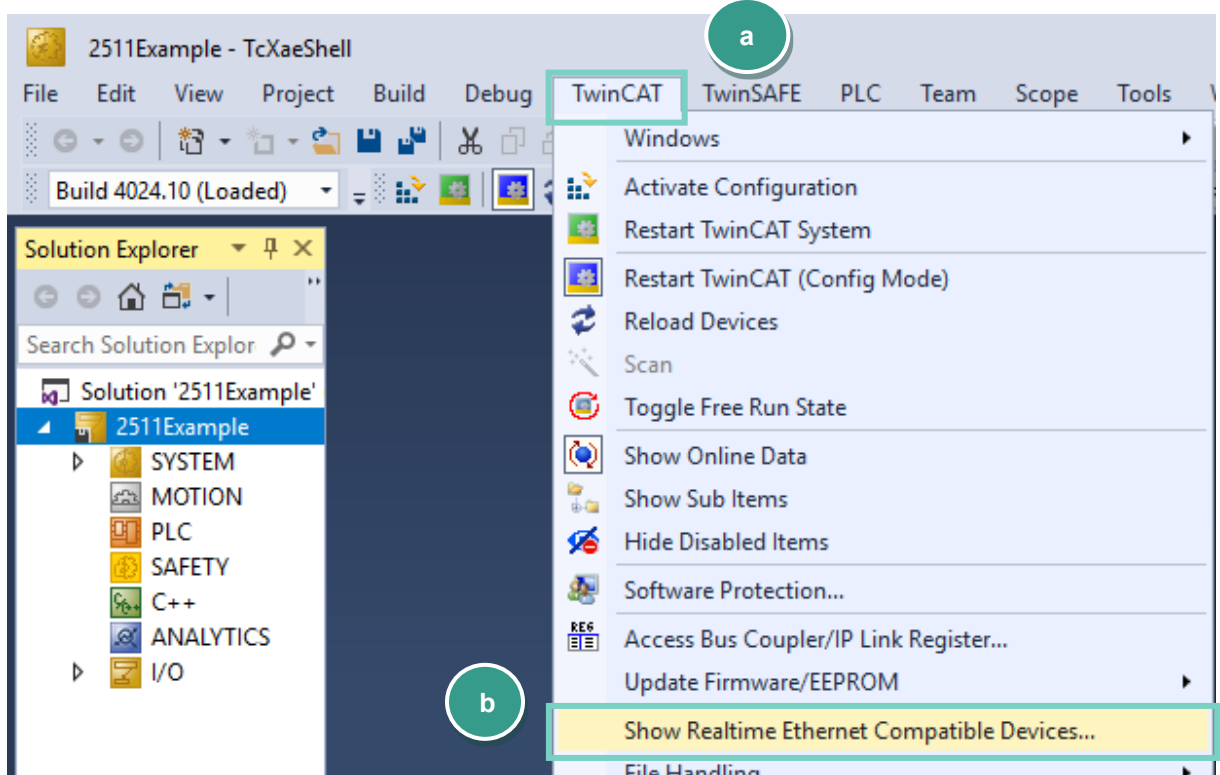 2511Example - TcXaeShell
a
File Edit View Project Build Debug TwinCAT TwinSAFE PLC Team Scope Tools
Build 4024.10 (Loaded)
Windows
Activate Configuration
Restart TwinCAT System
Restart TwinCAT (Config Mode)
Reload Devices
Scan
Toggle Free Run State
Show Online Data
Show Sub Items
Hide Disabled Items
Software Protection...
REG
Access Bus Coupler/IP Link Register...
Update Firmware/EEPROM
b
Show Realtime Ethernet Compatible Devices...
File Handling
Solution Explorer
Search Solution Explor
Solution '2511Example'
2511Example
SYSTEM
MOTION
PLC
SAFETY
C++
ANALYTICS
I/O